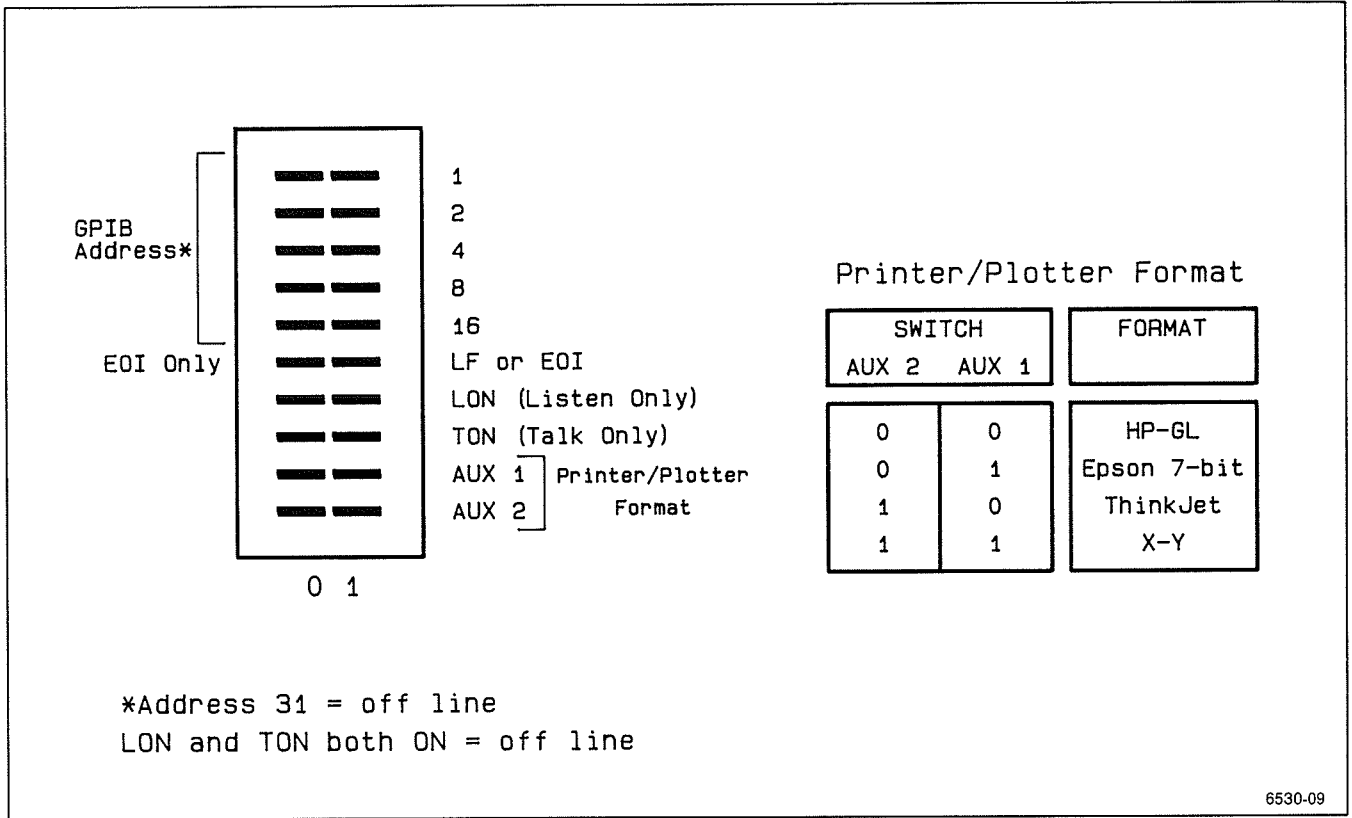 GPIB
Address*
1
2
4
8
16
EOI Only
LF or EOI
LON (Listen Only)
TON (Talk Only)
AUX 1
AUX 2
Printer/Plotter
Format
0 1
Printer/Plotter Format
SWITCH
AUX 2 AUX 1
FORMAT
0 0 HP-GL
0 1 Epson 7-bit
1 0 ThinkJet
1 1 X-Y
*Address 31 = off line
LON and TON both ON = off line
6530-09